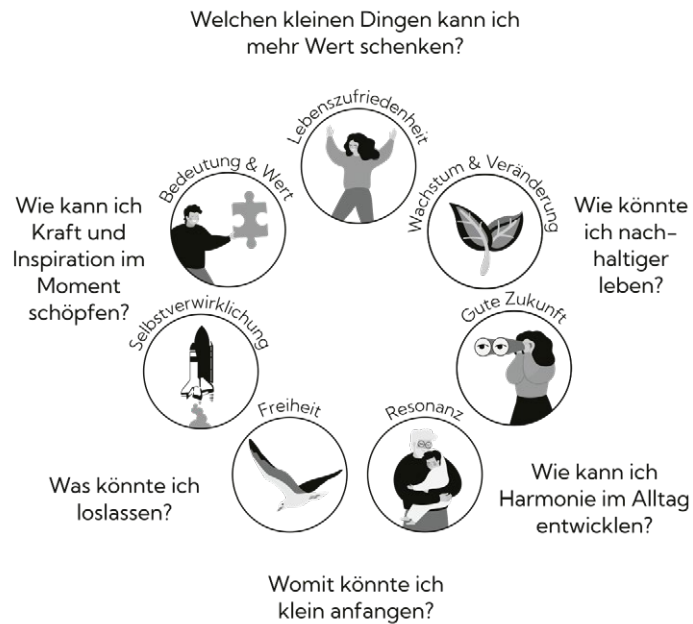 Welchen kleinen Dingen kann ich
mehr Wert schenken?
Lebenszufriedenheit
Bedeutung & Wert
Wachstum & Veränderung
Wie kann ich
Kraft und
Inspiration im
Moment
schöpfen?
Wie könnte
ich nach-
haltiger
leben?
Selbstverwirklichung
Gute Zukunft
Freiheit
Resonanz
Was könnte ich
loslassen?
Wie kann ich
Harmonie im Alltag
entwicklen?
Womit könnte ich
klein anfangen?